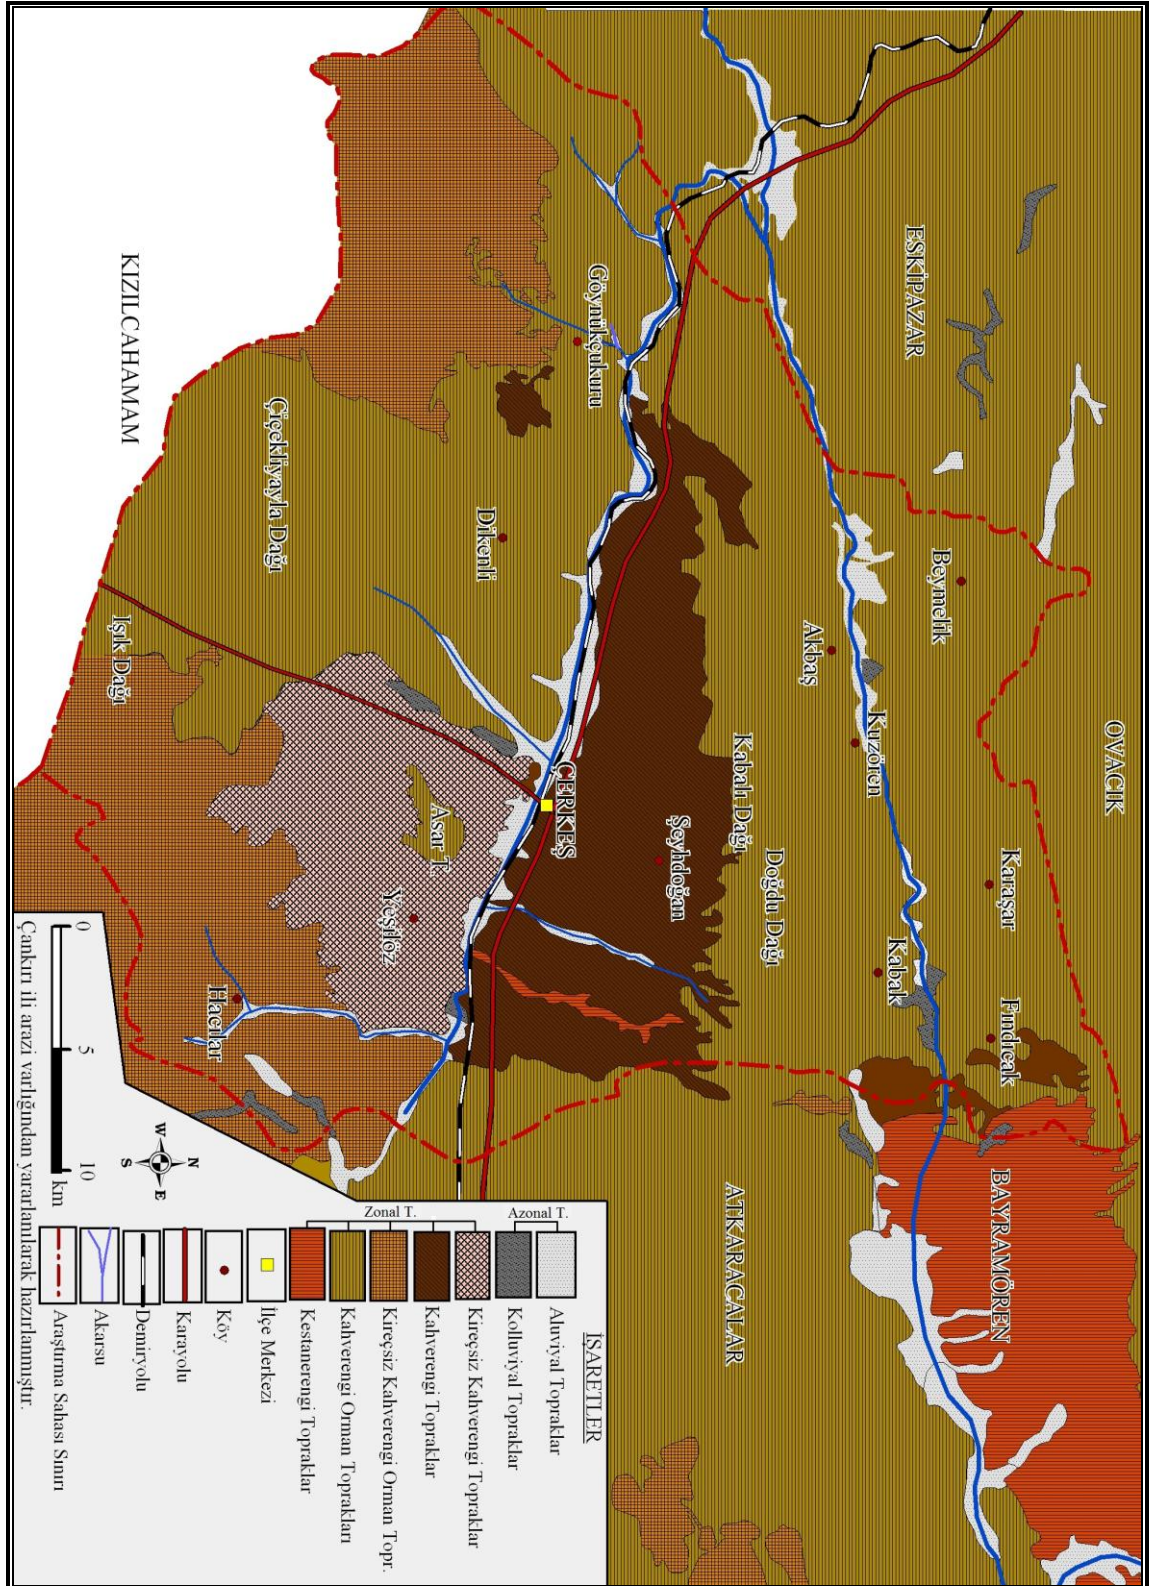 OVACIK
ESKİPAZAR
Beymelik
Karaşar
Fındıcak
BAYRAMÖREN
Kuzören
Kabak
Akbaş
Kabalı Dağı
Doğdu Dağı
ATKARACALAR
Şeyhdoğan
Göynükçukuru
ÇERKEŞ
Dikenli
Asar T.
Yeşilöz
Çiçekliyayla Dağı
Hacılar
KIZILCAHAMAM
Işık Dağı
N
W
E
S
0 5 10 km
Çankırı ili arazi varlığından yararlanılarak hazırlanmıştır.
İŞARETLER
Azonal T.
Aluviyal Topraklar
Kolluviyal Topraklar
Zonal T.
Kireçsiz Kahverengi Topraklar
Kahverengi Topraklar
Kireçsiz Kahverengi Orman Topr.
Kahverengi Orman Toprakları
Kestanerengi Topraklar
İlçe Merkezi
Köy
Karayolu
Demiryolu
Akarsu
Araştırma Sahası Sınırı